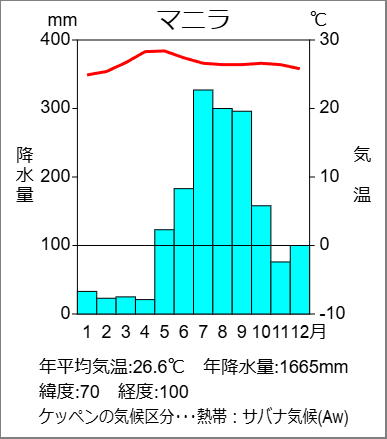 mm マニラ ℃
400 30
300 20
降水量 気温
200 10
100 0
0 -10
1 2 3 4 5 6 7 8 9 10 11 12月
年平均気温:26.6℃ 年降水量:1665mm
緯度:70 経度:100
ケッペンの気候区分･･･熱帯：サバナ気候(Aw)